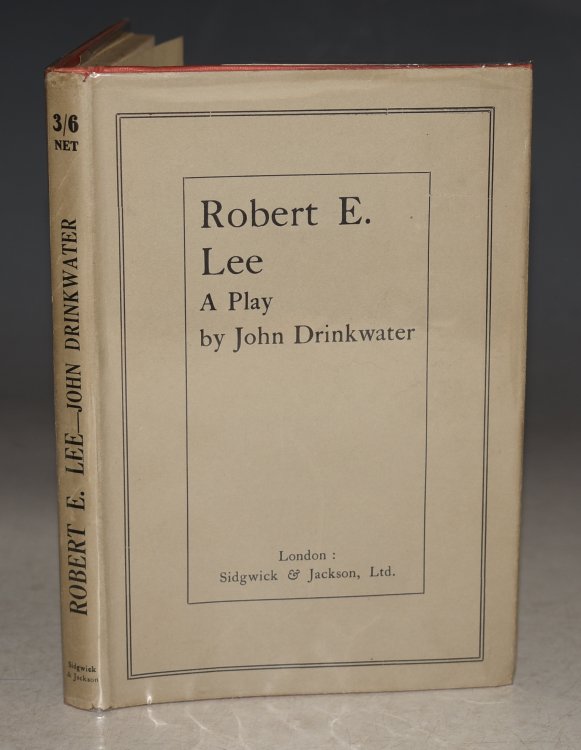 3/6
NET
ROBERT E. LEE—JOHN DRINKWATER
Sidgwick
& Jackson
Robert E.
Lee
A Play
by John Drinkwater
London :
Sidgwick & Jackson, Ltd.